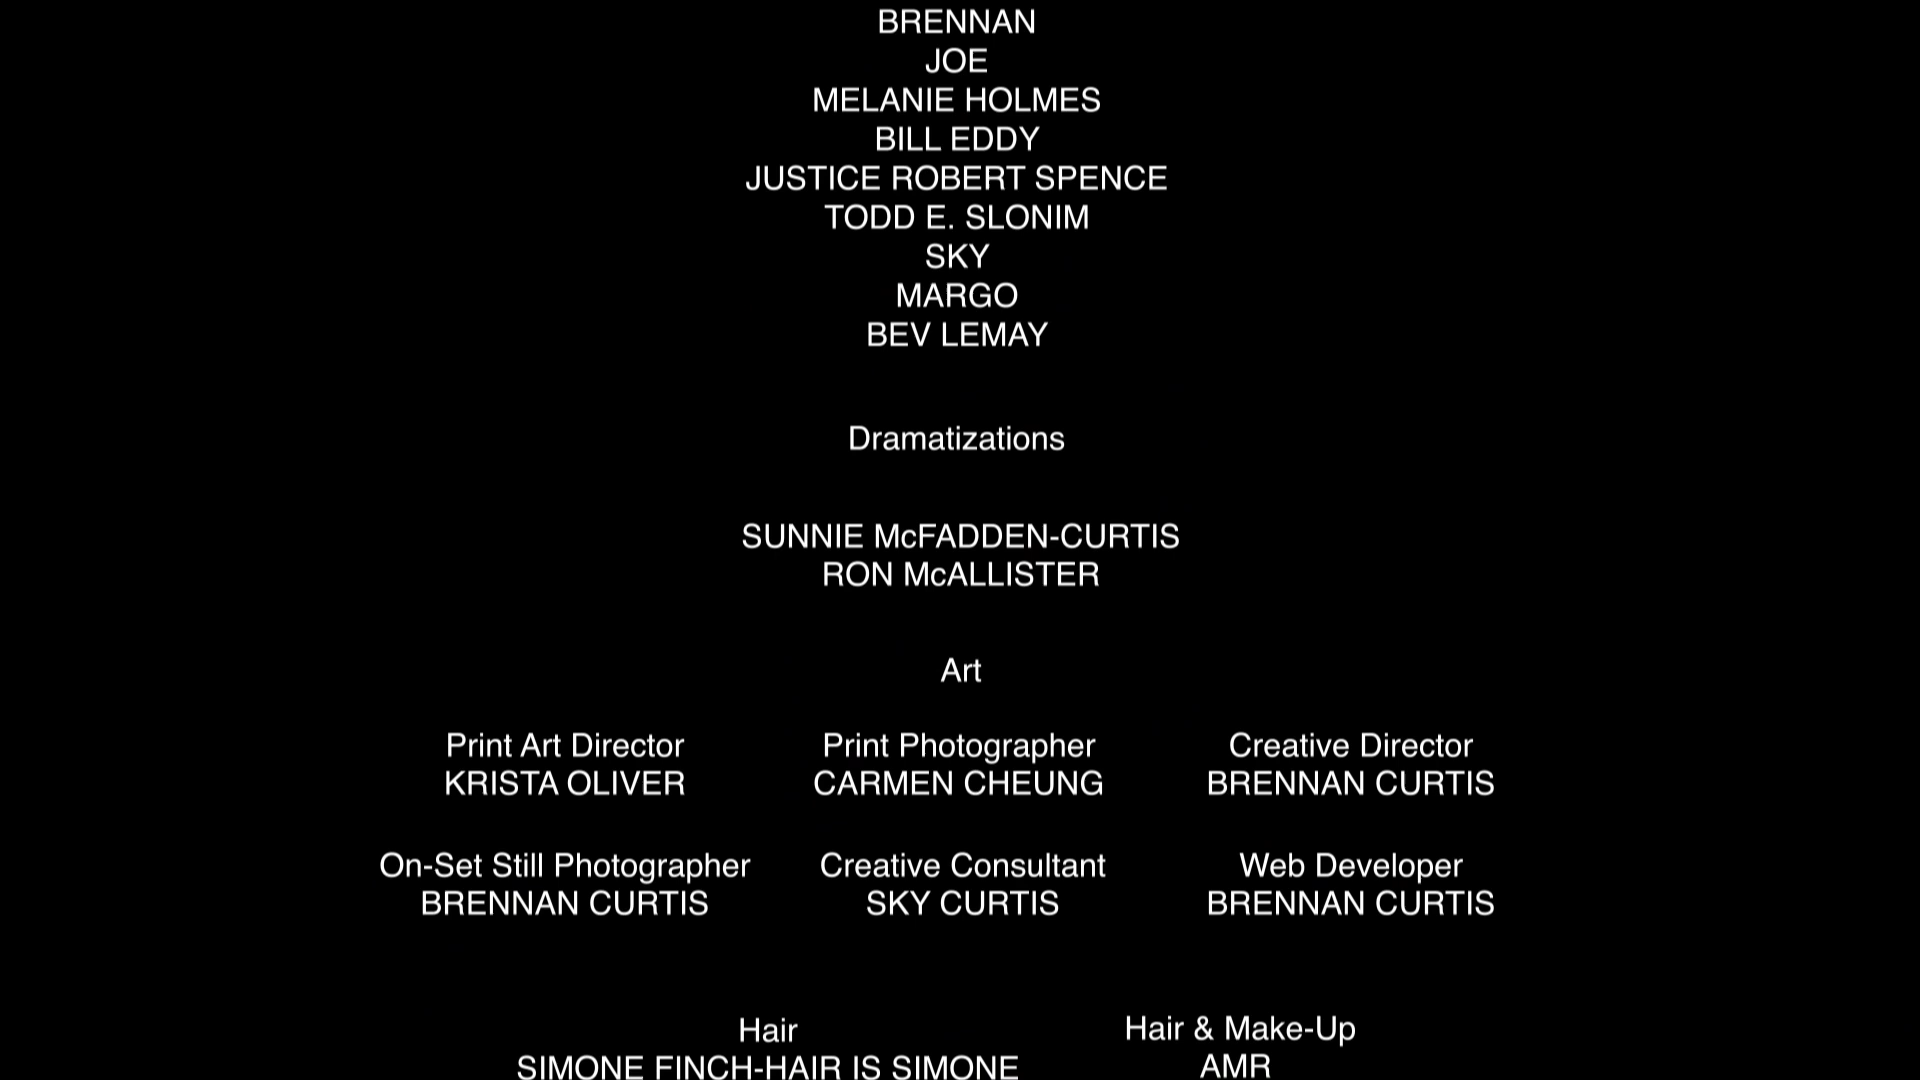 BRENNAN
JOE
MELANIE HOLMES
BILL EDDY
JUSTICE ROBERT SPENCE
TODD E. SLONIM
SKY
MARGO
BEV LEMAY
Dramatizations
SUNNIE McFADDEN-CURTIS
RON McALLISTER
Art
Print Art Director Print Photographer Creative Director
KRISTA OLIVER CARMEN CHEUNG BRENNAN CURTIS
On-Set Still Photographer Creative Consultant Web Developer
BRENNAN CURTIS SKY CURTIS BRENNAN CURTIS
Hair Hair & Make-Up
SIMONE FINCH-HAIR IS SIMONE AMR